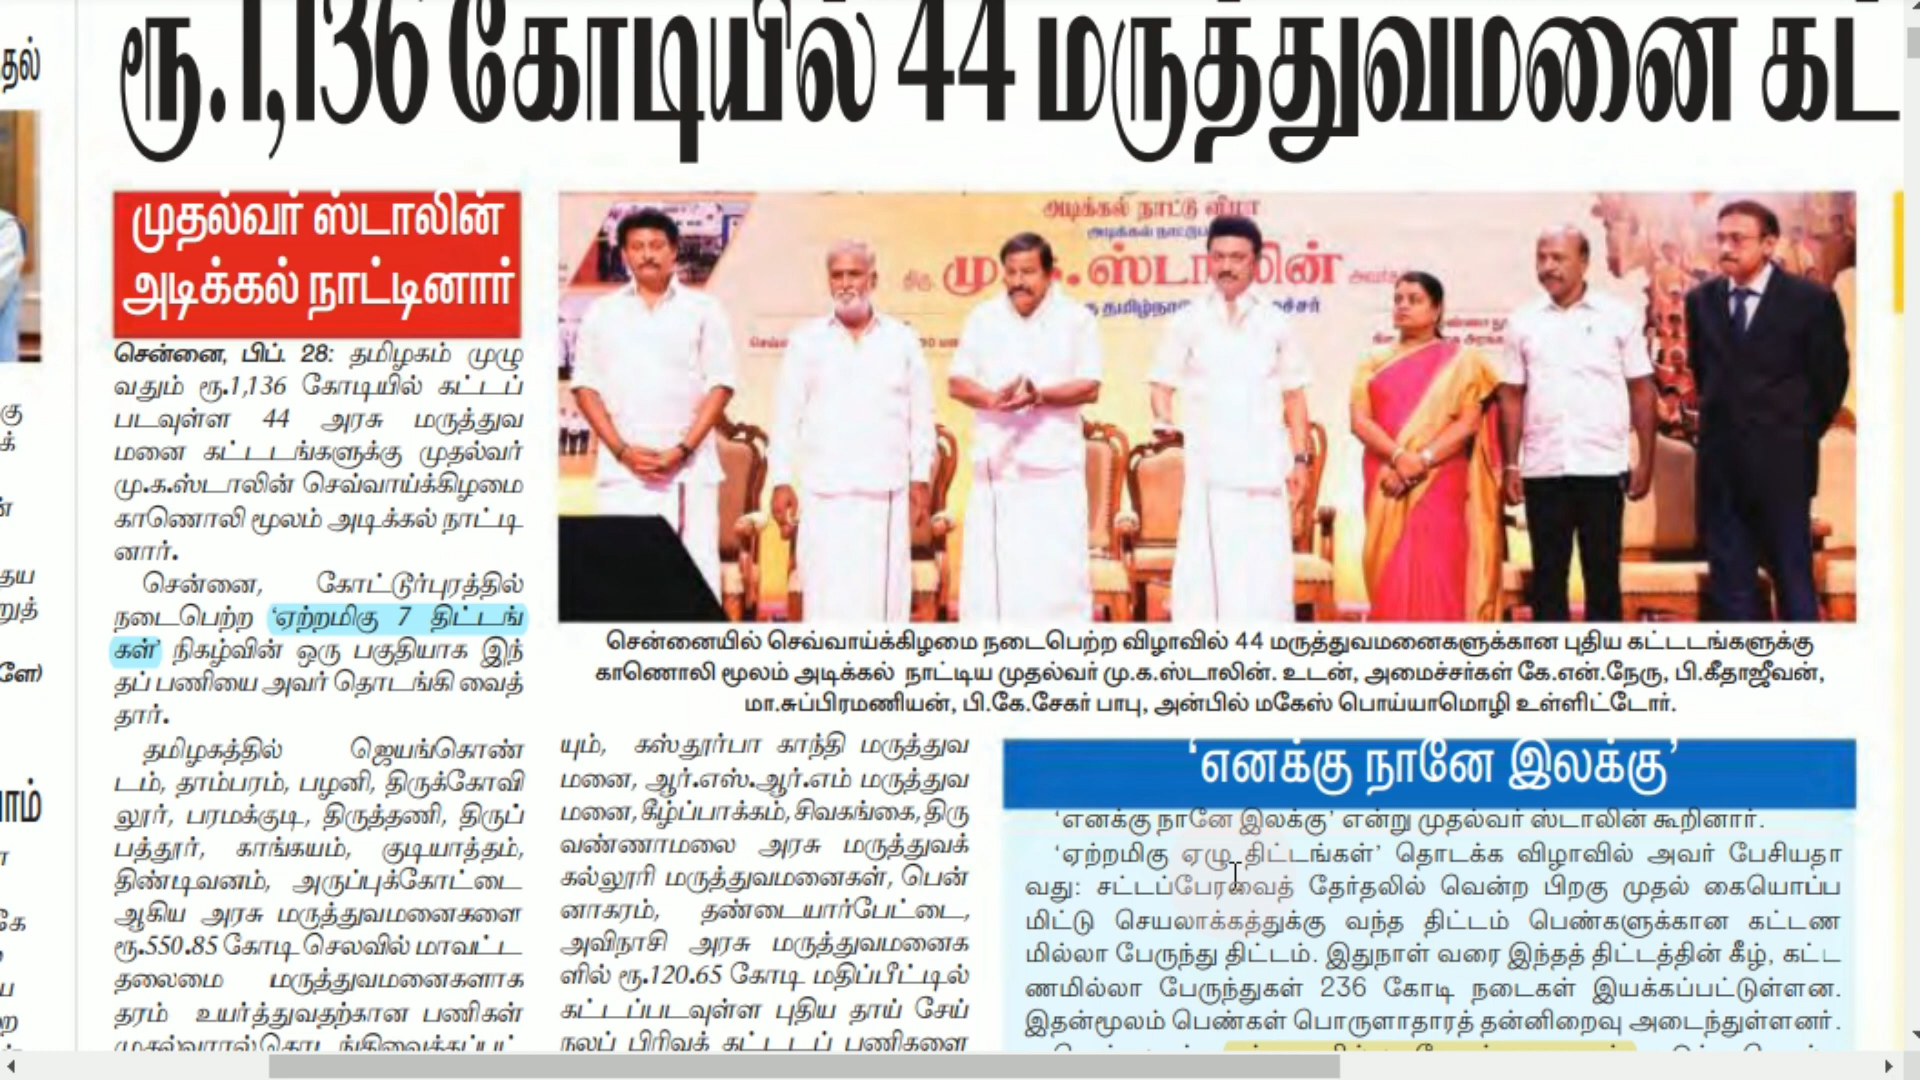 ரூ.1,136 கோடியில் 44 மருத்துவமனை கட்
முதல்வர் ஸ்டாலின்
அடிக்கல் நாட்டினார்
சென்னை, பிப். 28: தமிழகம் முழு
வதும் ரூ.1,136 கோடியில் கட்டப்
படவுள்ள 44 அரசு மருத்துவ
மனை கட்டடங்களுக்கு முதல்வர்
மு.க.ஸ்டாலின் செவ்வாய்க்கிழமை
காணொலி மூலம் அடிக்கல் நாட்டி
னார்.
சென்னை, கோட்டூர்புரத்தில்
நடைபெற்ற 'ஏற்றமிகு 7 திட்டங்
கள்' நிகழ்வின் ஒரு பகுதியாக இந்
தப் பணியை அவர் தொடங்கி வைத்
தார்.
தமிழகத்தில் ஜெயங்கொண்
டம், தாம்பரம், பழனி, திருக்கோவி
லூர், பரமக்குடி, திருத்தணி, திருப்
பத்தூர், காங்கயம், குடியாத்தம்,
திண்டிவனம், அருப்புக்கோட்டை
ஆகிய அரசு மருத்துவமனைகளை
ரூ.550.85 கோடி செலவில் மாவட்ட
தலைமை மருத்துவமனைகளாக
தரம் உயர்த்துவதற்கான பணிகள்
அடிக்கல் நாட்டு விழா
திரு. மு.க.ஸ்டாலின் அவர்க
சென்னையில் செவ்வாய்க்கிழமை நடைபெற்ற விழாவில் 44 மருத்துவமனைகளுக்கான புதிய கட்டடங்களுக்கு
காணொலி மூலம் அடிக்கல் நாட்டிய முதல்வர் மு.க.ஸ்டாலின். உடன், அமைச்சர்கள் கே.என்.நேரு, பி.கீதாஜீவன்,
மா.சுப்பிரமணியன், பி.கே.சேகர் பாபு, அன்பில் மகேஸ் பொய்யாமொழி உள்ளிட்டோர்.
யும், கஸ்தூர்பா காந்தி மருத்துவ
மனை, ஆர்.எஸ்.ஆர்.எம் மருத்துவ
மனை, கீழ்ப்பாக்கம், சிவகங்கை, திரு
வண்ணாமலை அரசு மருத்துவக்
கல்லூரி மருத்துவமனைகள், பென்
னாகரம், தண்டையார்பேட்டை,
அவிநாசி அரசு மருத்துவமனைக
ளில் ரூ.120.65 கோடி மதிப்பீட்டில்
கட்டப்படவுள்ள புதிய தாய் சேய்
நலப் பிரிவுக் கட்டடப் பணிகளை
'எனக்கு நானே இலக்கு'
'எனக்கு நானே இலக்கு' என்று முதல்வர் ஸ்டாலின் கூறினார்.
'ஏற்றமிகு ஏழு திட்டங்கள்' தொடக்க விழாவில் அவர் பேசியதா
வது: சட்டப்பேரவைத் தேர்தலில் வென்ற பிறகு முதல் கையொப்ப
மிட்டு செயலாக்கத்துக்கு வந்த திட்டம் பெண்களுக்கான கட்டண
மில்லா பேருந்து திட்டம். இதுநாள் வரை இந்தத் திட்டத்தின் கீழ், கட்ட
ணமில்லா பேருந்துகள் 236 கோடி நடைகள் இயக்கப்பட்டுள்ளன.
இதன்மூலம் பெண்கள் பொருளாதாரத் தன்னிறைவு அடைந்துள்ளனர்.